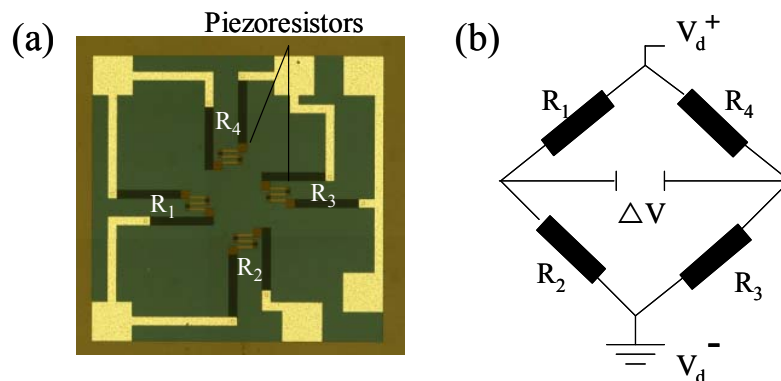 (a)
Piezoresistors
R4
R3
R1
R2
(b)
Vd+
R1
R4
△V
R2
R3
Vd-